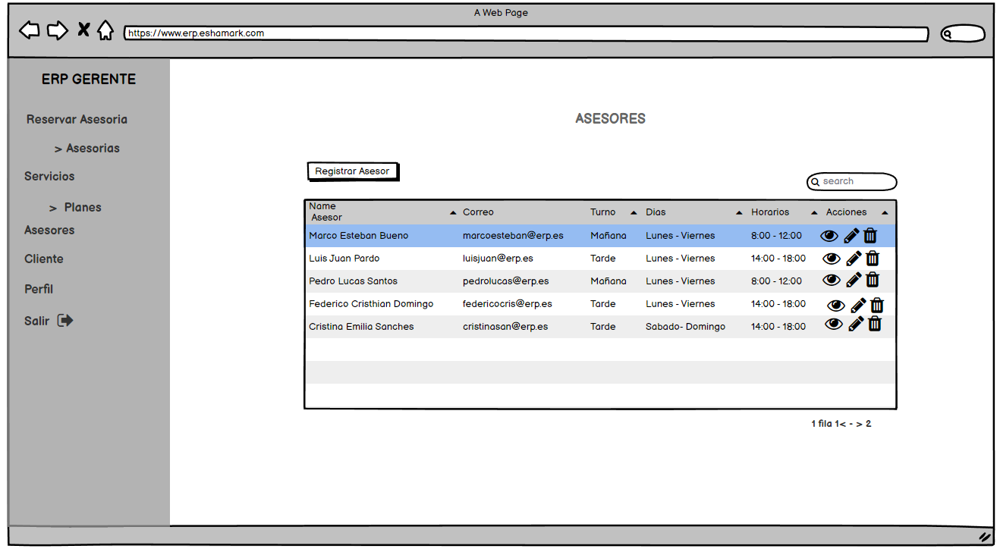 A Web Page
https://www.erp.eshamark.com
ERP GERENTE
Reservar Asesoria
> Asesorias
Servicios
> Planes
Asesores
Cliente
Perfil
Salir
ASESORES
Registrar Asesor
search
Name Asesor Correo Turno Dias Horarios Acciones
Marco Esteban Bueno marcoesteban@erp.es Mañana Lunes - Viernes 8:00 - 12:00
Luis Juan Pardo luisjuan@erp.es Tarde Lunes - Viernes 14:00 - 18:00
Pedro Lucas Santos pedrolucas@erp.es Mañana Lunes - Viernes 8:00 - 12:00
Federico Cristhian Domingo federicocris@erp.es Tarde Lunes - Viernes 14:00 - 18:00
Cristina Emilia Sanches cristinasan@erp.es Tarde Sabado- Domingo 14:00 - 18:00
1 fila 1< - > 2